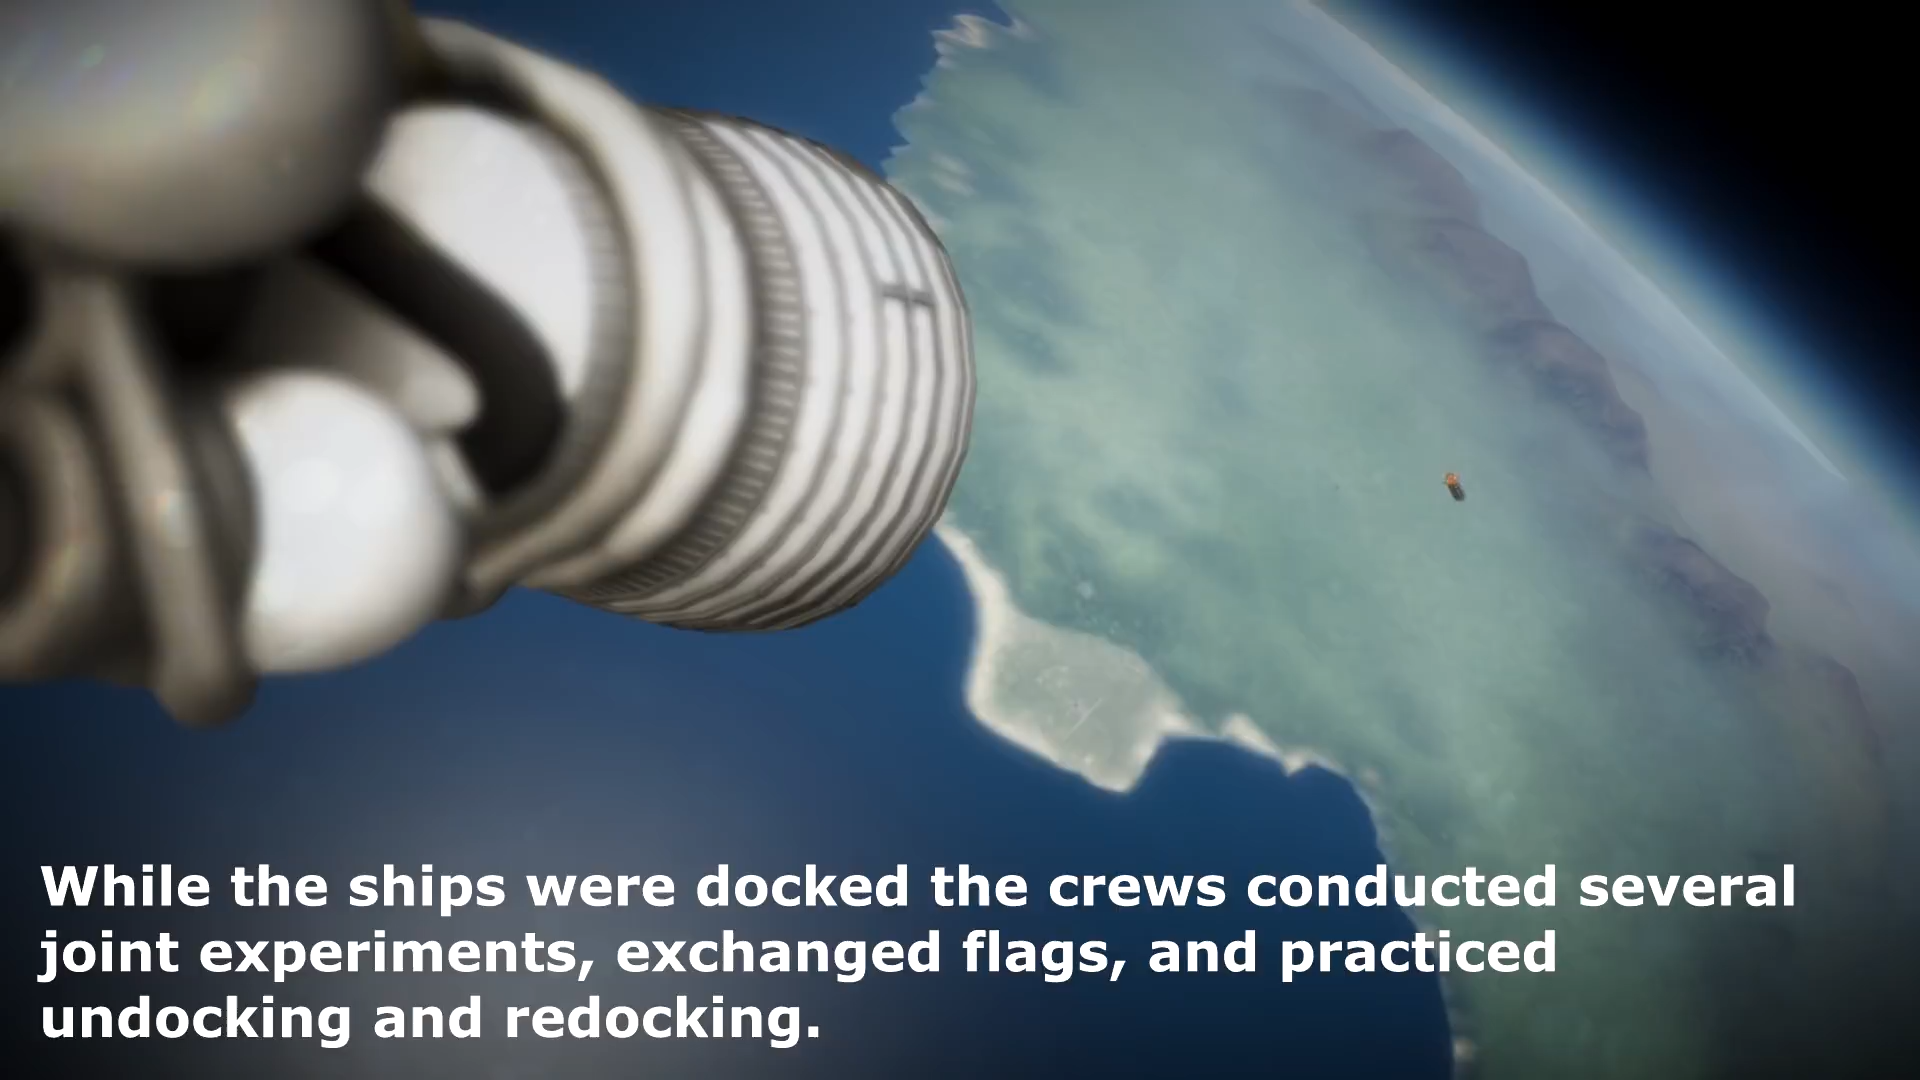 While the ships were docked the crews conducted several
joint experiments, exchanged flags, and practiced
undocking and redocking.